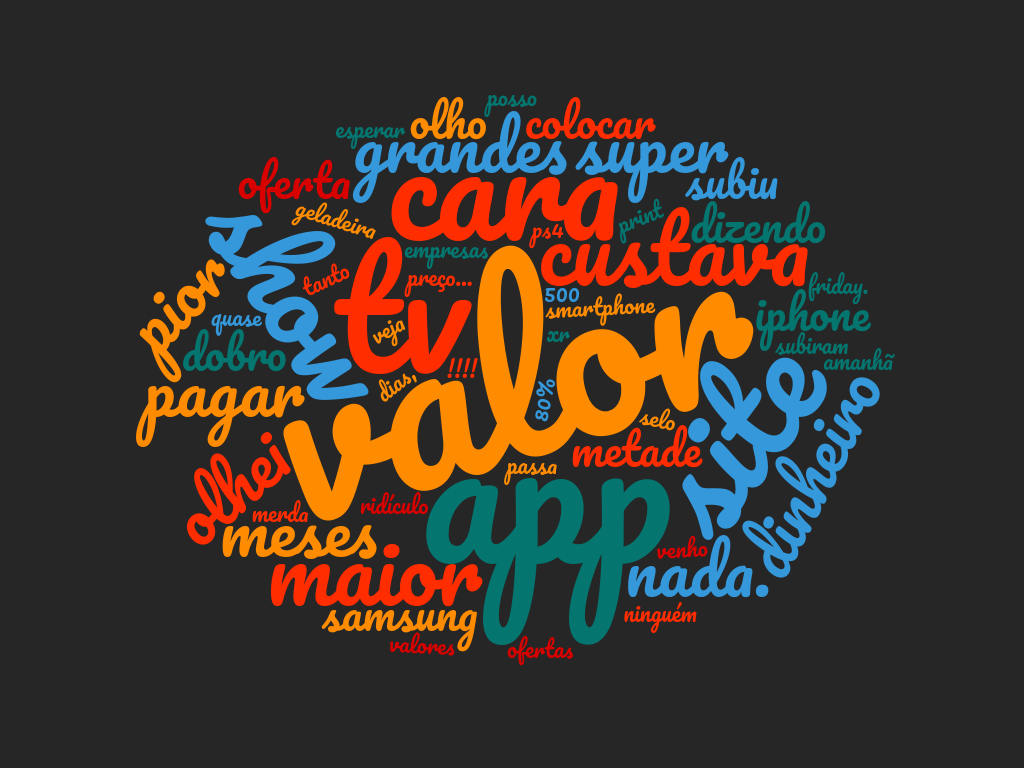 posso
olho
colocar
esperar
grandes
super
oferta
subiu
cara
geladeira
print
dizendo
ps4
show
empresas
custava
tv
tanto
preço...
pior
500
smartphone
friday.
iphone
quase
veja
xr
subiram
dobro
valor
amanhã
!!!!
dias,
80%
pagar
site
dinheiro
selo
metade
olhei
passa
app
merda
ridículo
meses
venho
maior
nada.
samsung
ninguém
valores
ofertas